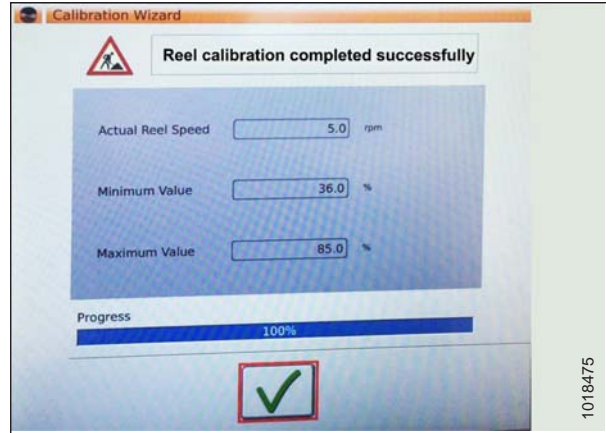 Calibration Wizard
Reel calibration completed successfully
Actual Reel Speed 5.0 rpm
Minimum Value 36.0 %
Maximum Value 85.0 %
Progress
100%
1018475